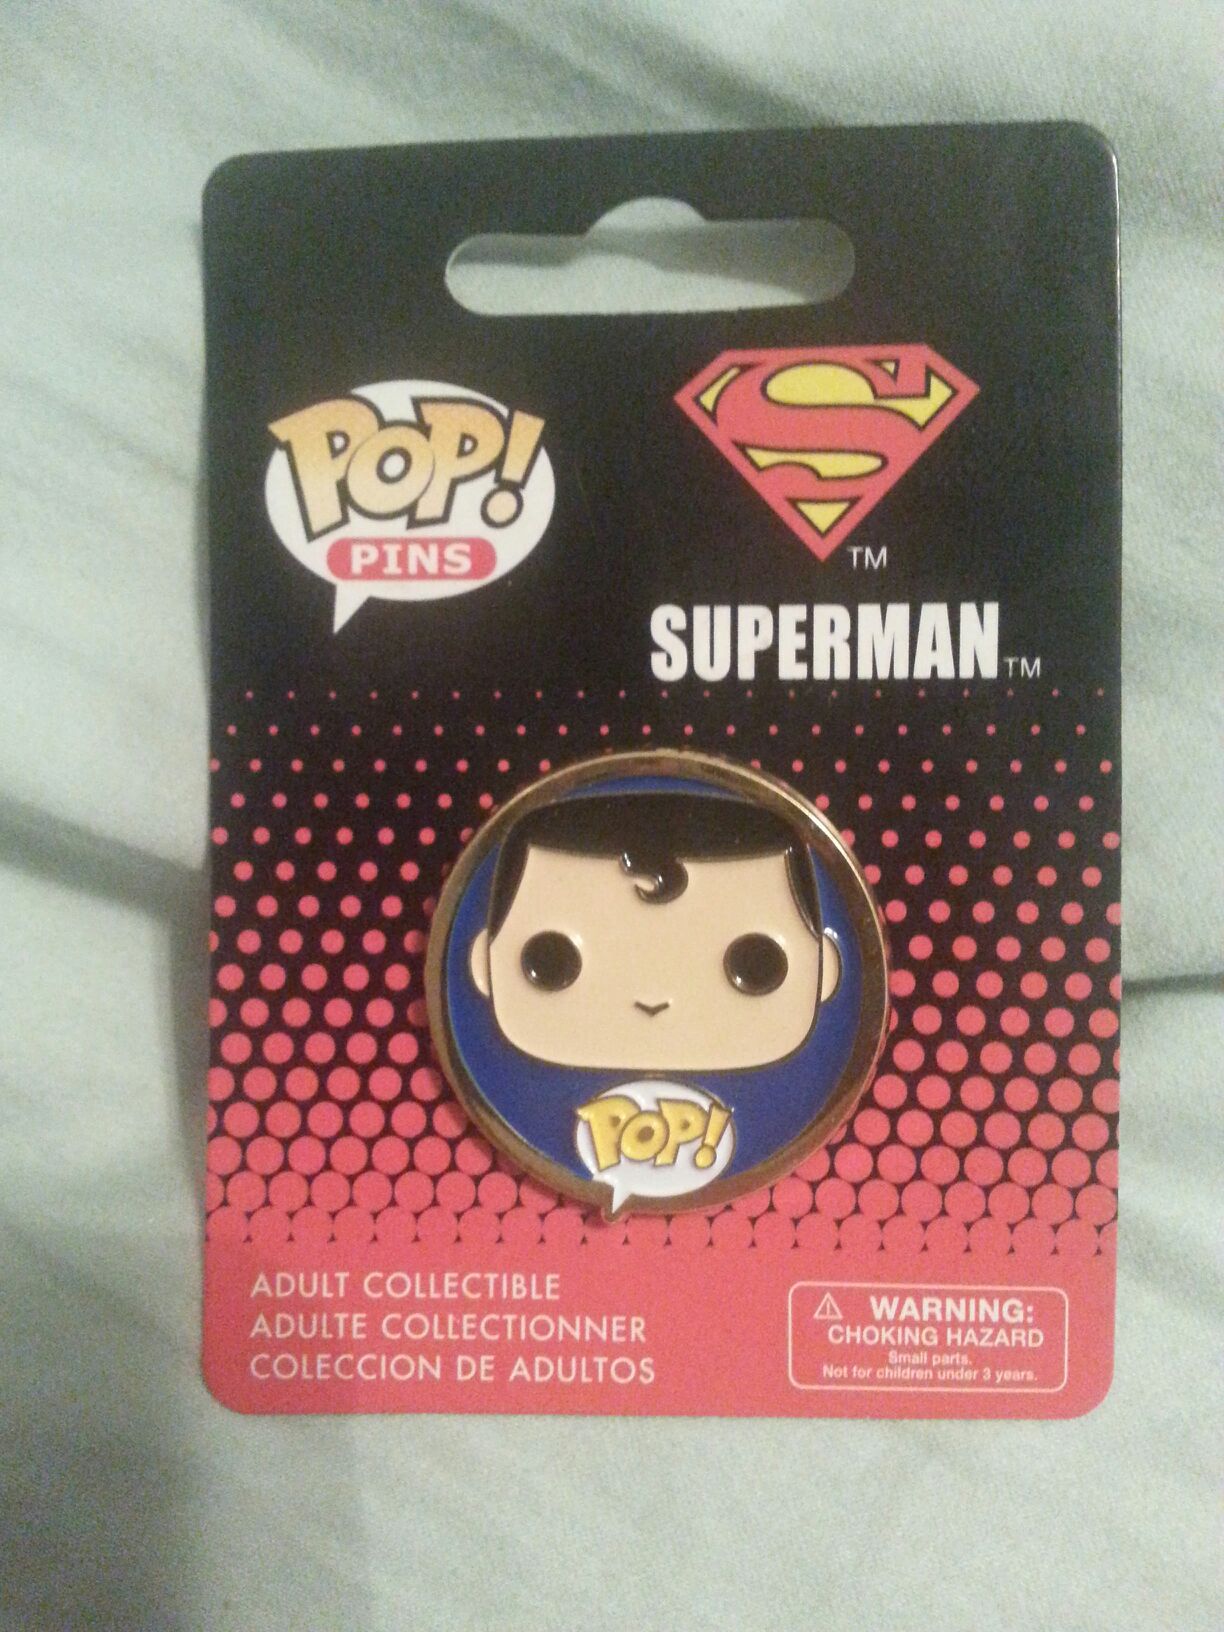 POP!
PINS
S
TM
SUPERMAN TM
POP!
ADULT COLLECTIBLE
ADULTE COLLECTIONNER
COLECCION DE ADULTOS
WARNING:
CHOKING HAZARD
Small parts.
Not for children under 3 years.